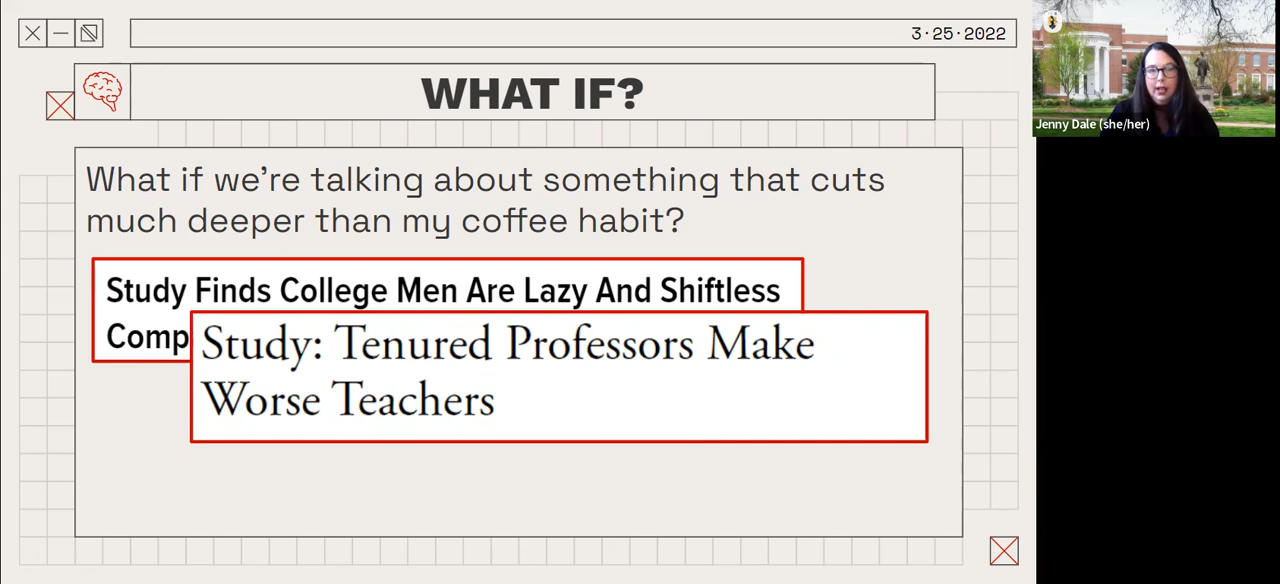 3·25·2022
WHAT IF?
What if we're talking about something that cuts
much deeper than my coffee habit?
Study Finds College Men Are Lazy And Shiftless
Comp
Study: Tenured Professors Make
Worse Teachers
Jenny Dale (she/her)